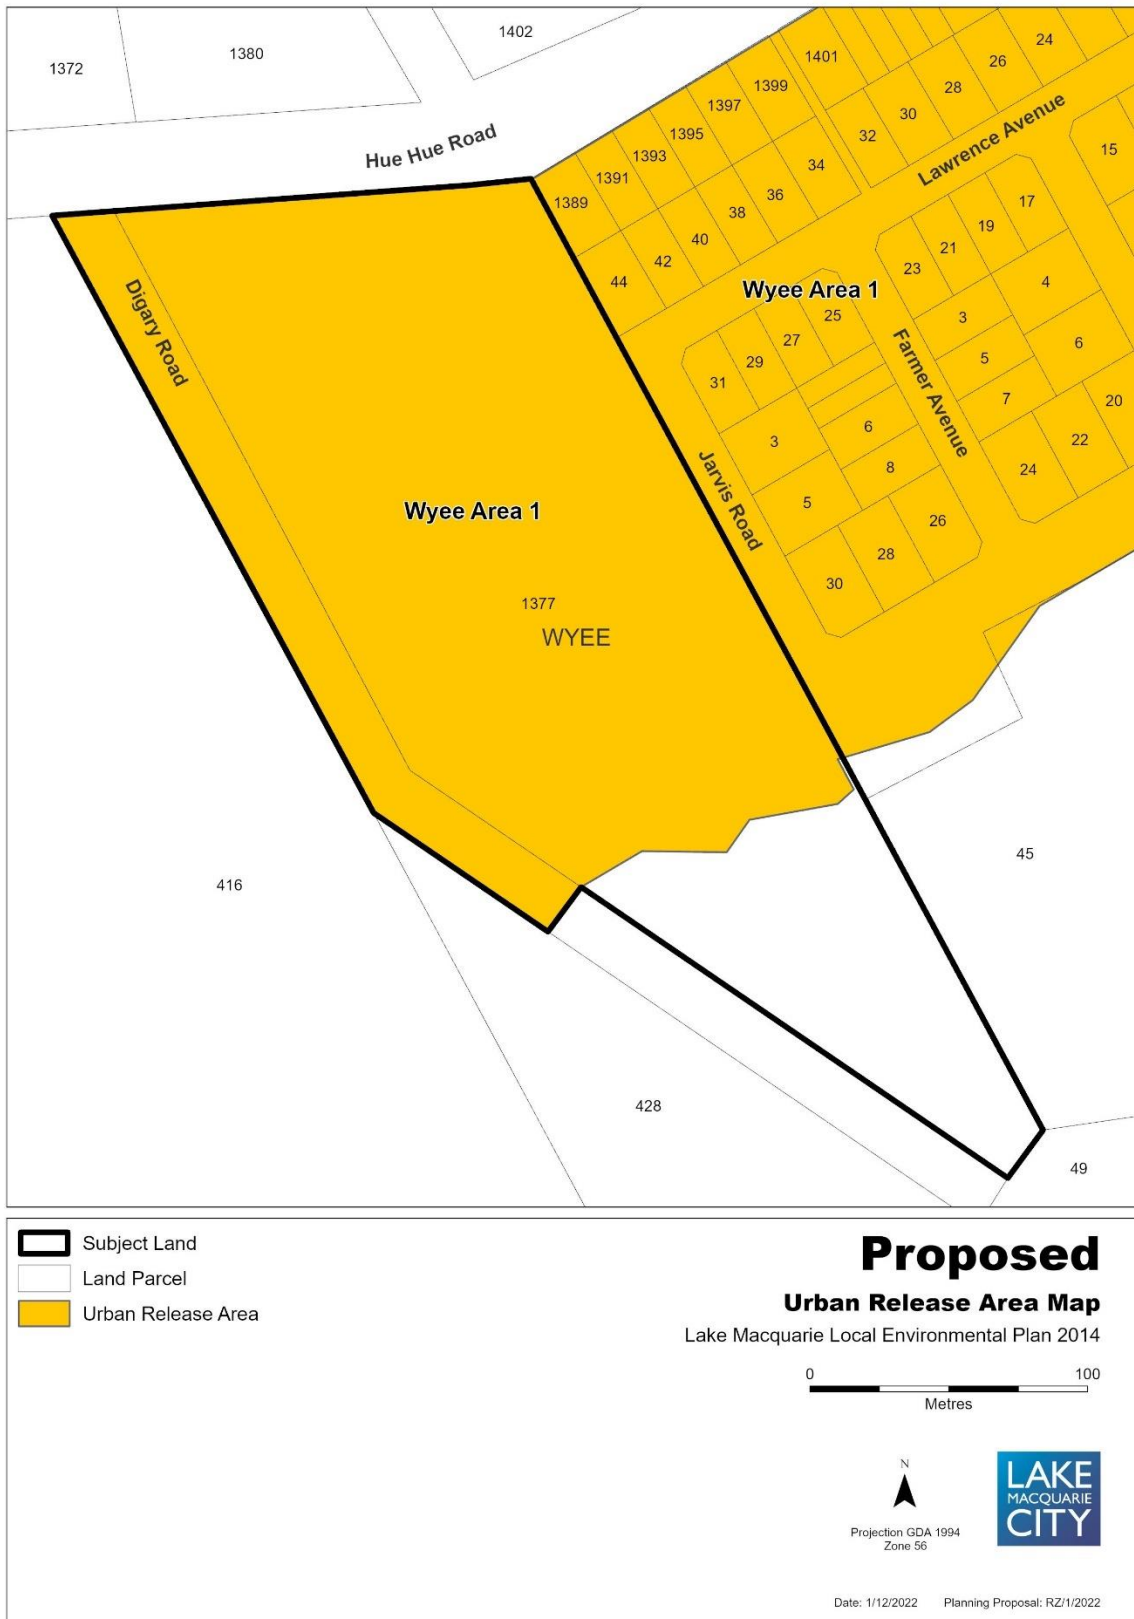 1402
1380
1372
24
1401
26
1399
28
1397
30
1395
32
Hue Hue Road
1393
Lawrence Avenue
15
1391
34
1389
36
17
38
19
40
21
42
23
44
4
Wyee Area 1
25
3
Digary Road
27
6
29
5
31
Farmer Avenue
7
20
6
3
22
8
24
Jarvis Road
5
Wyee Area 1
26
28
30
1377
WYEE
45
416
428
49
Subject Land
Land Parcel
Urban Release Area
Proposed
Urban Release Area Map
Lake Macquarie Local Environmental Plan 2014
0 100
Metres
N
Projection GDA 1994
Zone 56
LAKE
MACQUARIE
CITY
Date: 1/12/2022 Planning Proposal: RZ/1/2022